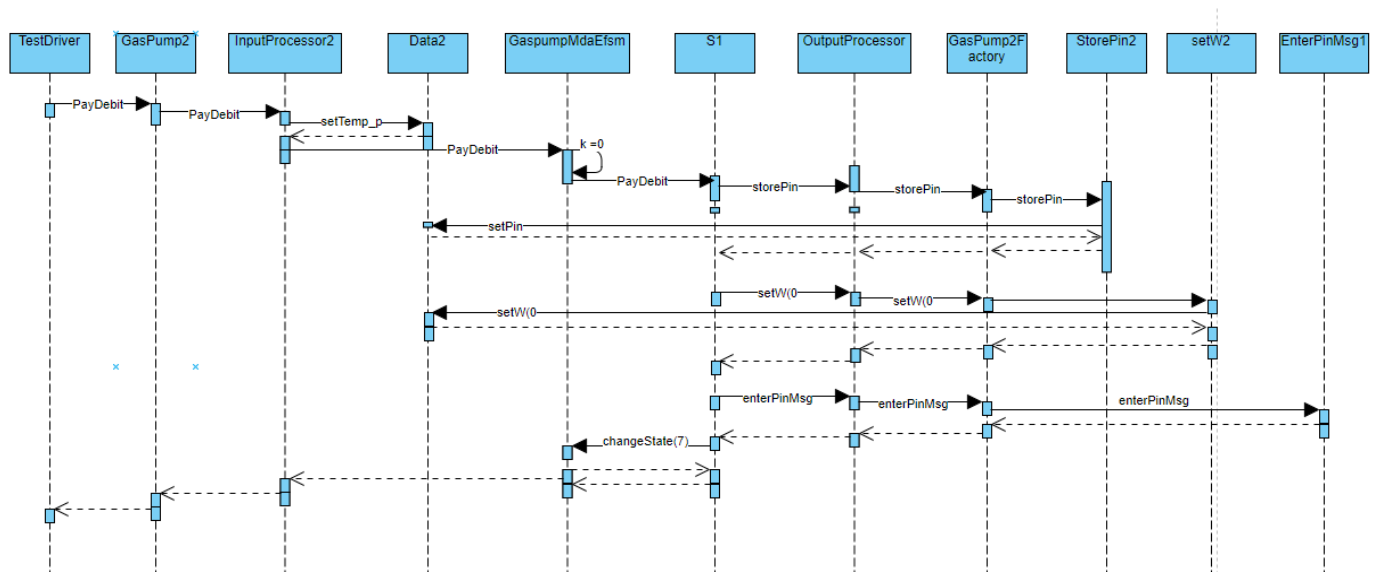 TestDriver
GasPump2
InputProcessor2
Data2
GaspumpMdaEfsm
S1
OutputProcessor
GasPump2F
actory
StorePin2
setW2
EnterPinMsg1
PayDebit
PayDebit
setTemp_p
k =0
PayDebit
PayDebit
storePin
storePin
storePin
setPin
setW(0
setW(0
setW(0
enterPinMsg
enterPinMsg
enterPinMsg
changeState(7)